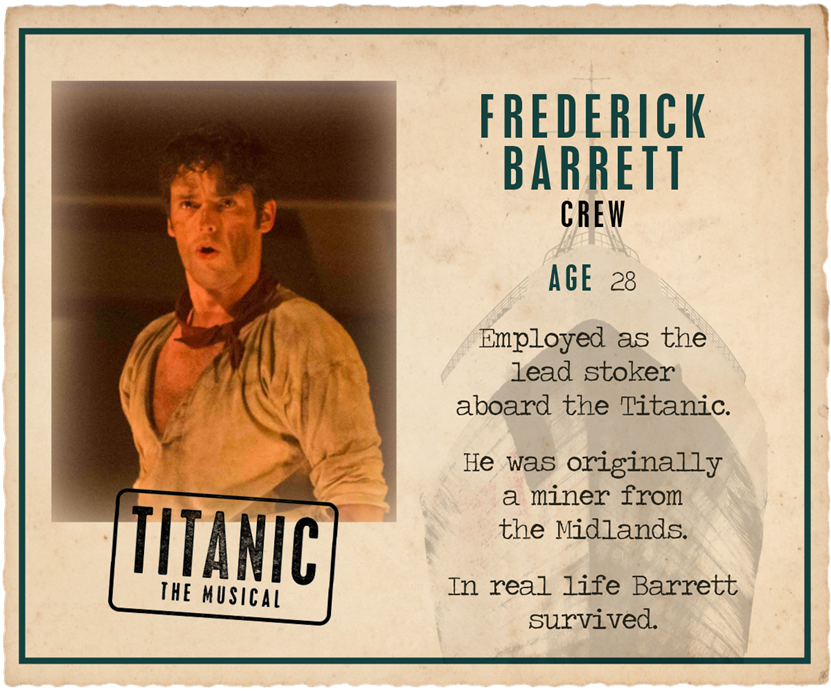 FREDERICK
BARRETT
CREW
AGE 28
Employed as the
lead stoker
aboard the Titanic.
He was originally
a miner from
the Midlands.
In real life Barrett
survived.
TITANIC
THE MUSICAL